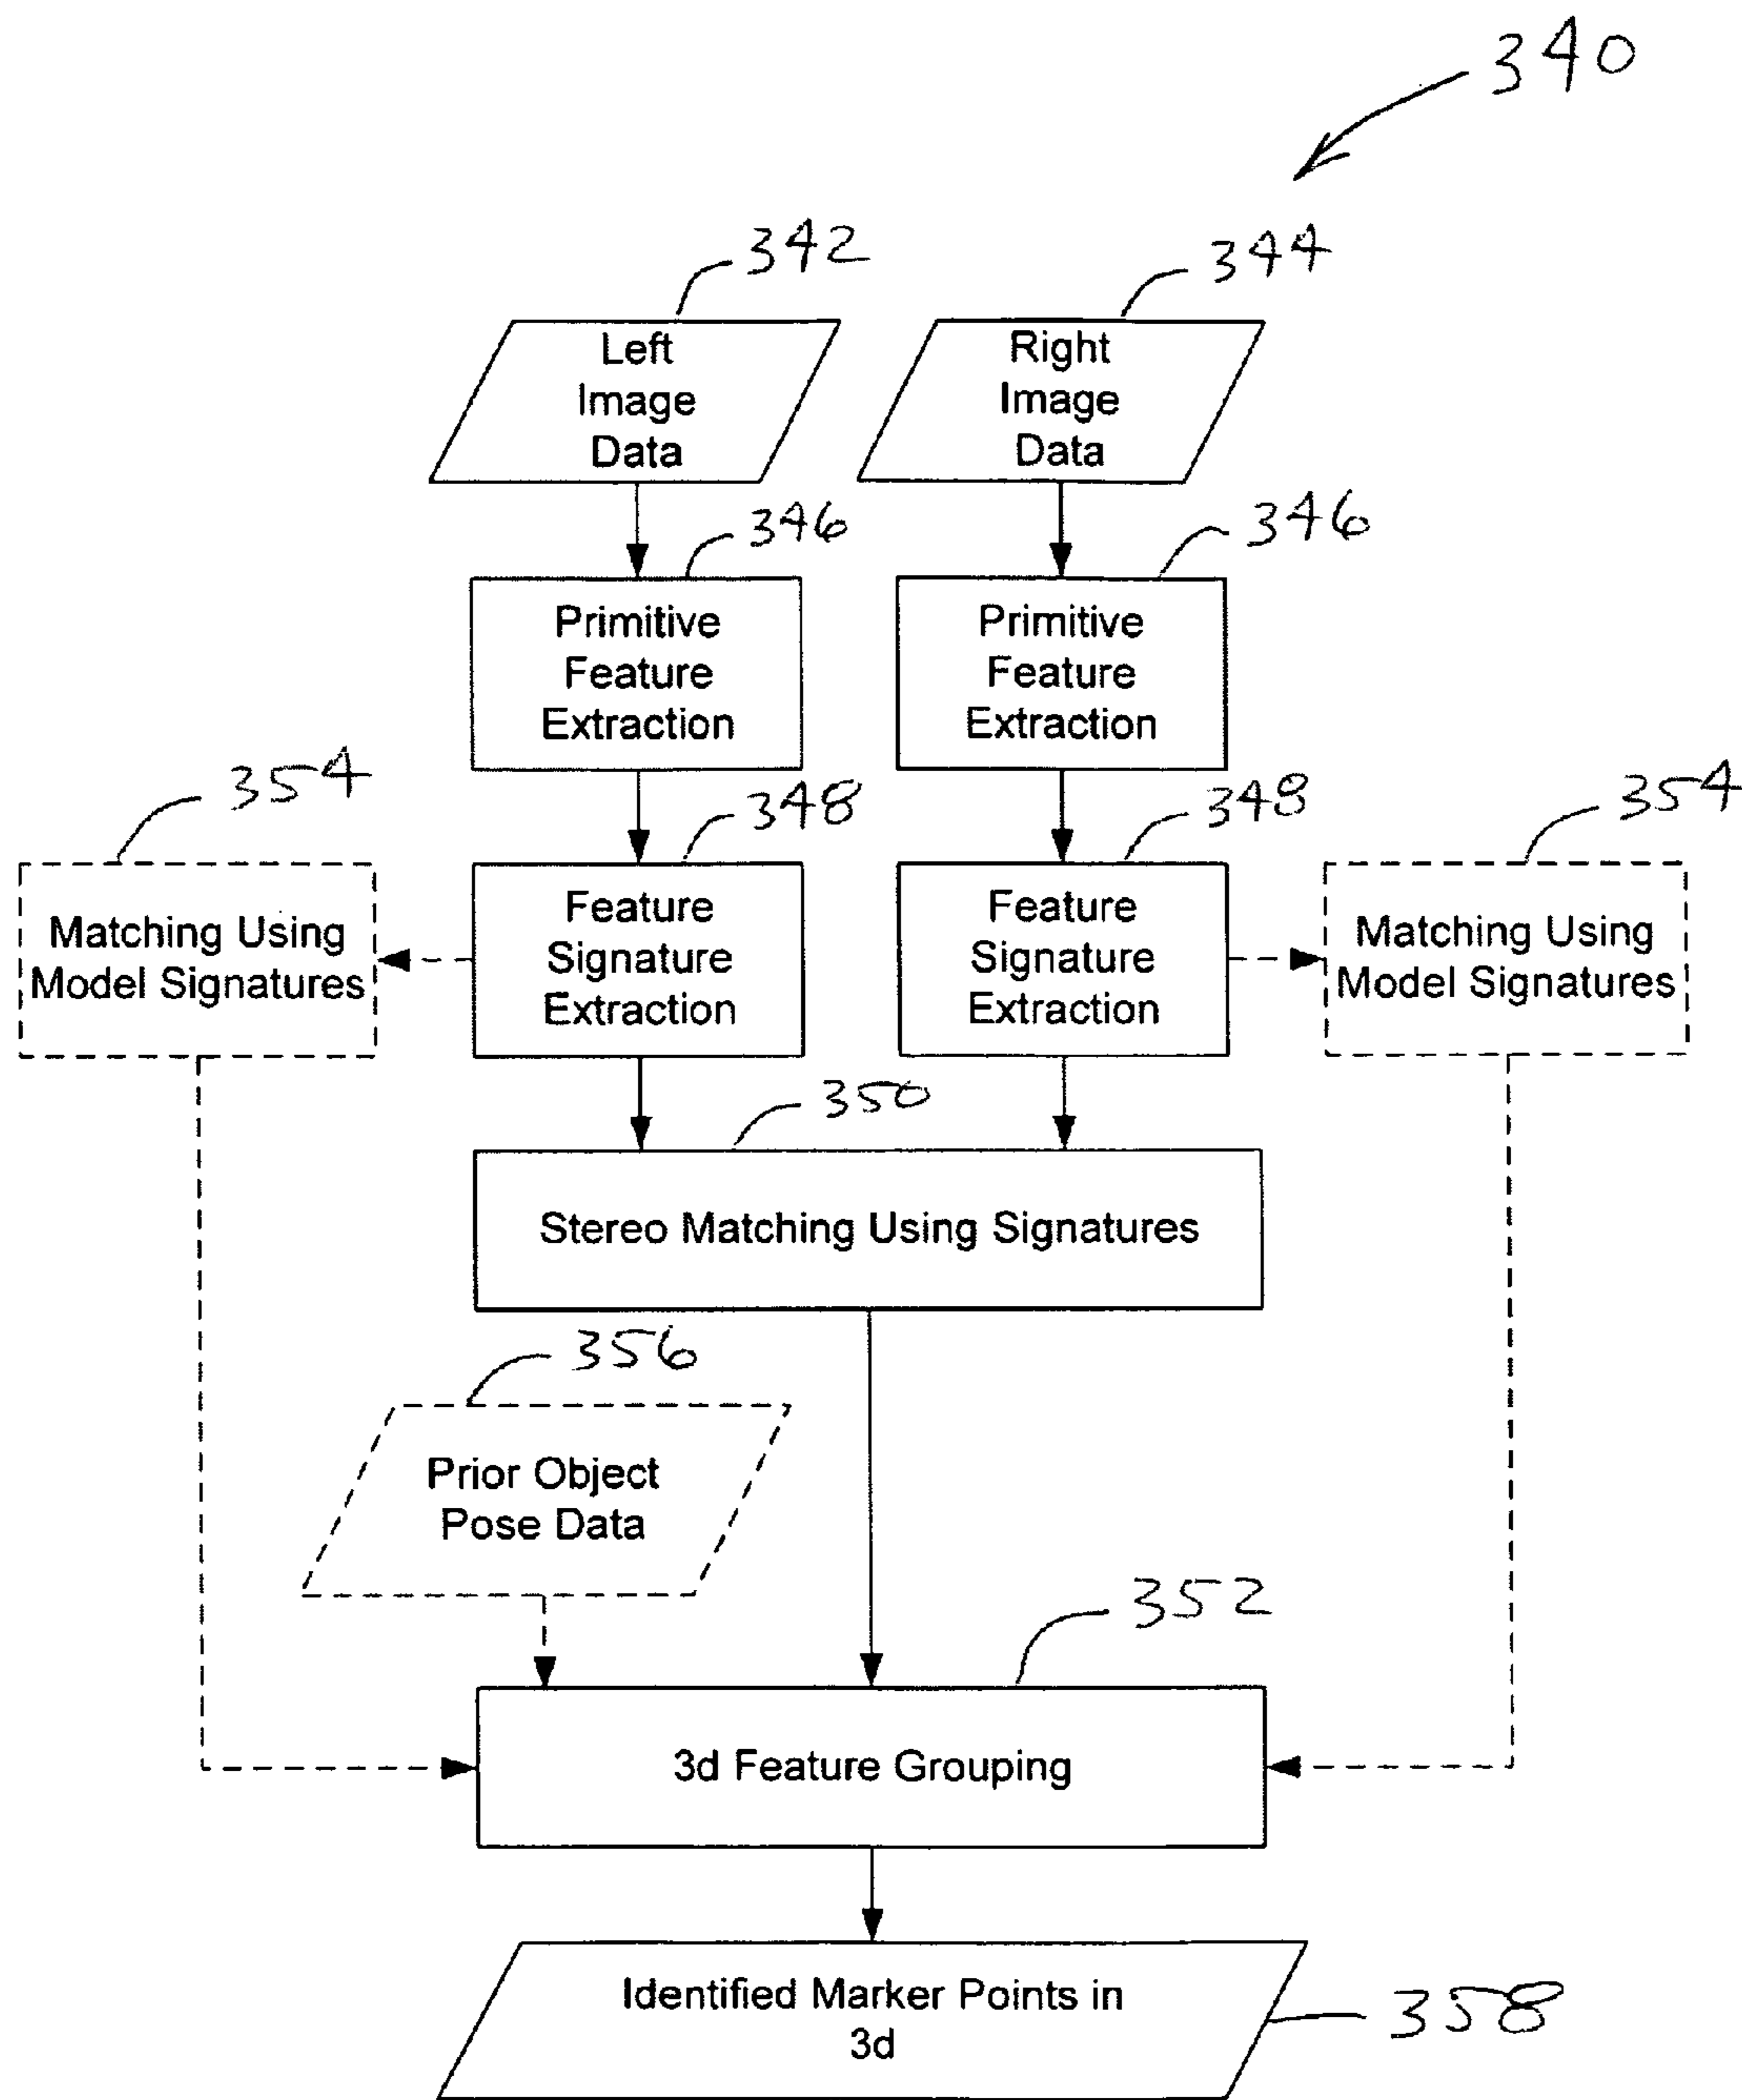 340
342
344
Left
Image
Data
Right
Image
Data
346
346
Primitive
Feature
Extraction
Primitive
Feature
Extraction
354
348
348
354
Matching Using
Model Signatures
Feature
Signature
Extraction
Feature
Signature
Extraction
Matching Using
Model Signatures
350
Stereo Matching Using Signatures
356
Prior Object
Pose Data
352
3d Feature Grouping
Identified Marker Points in
3d
358